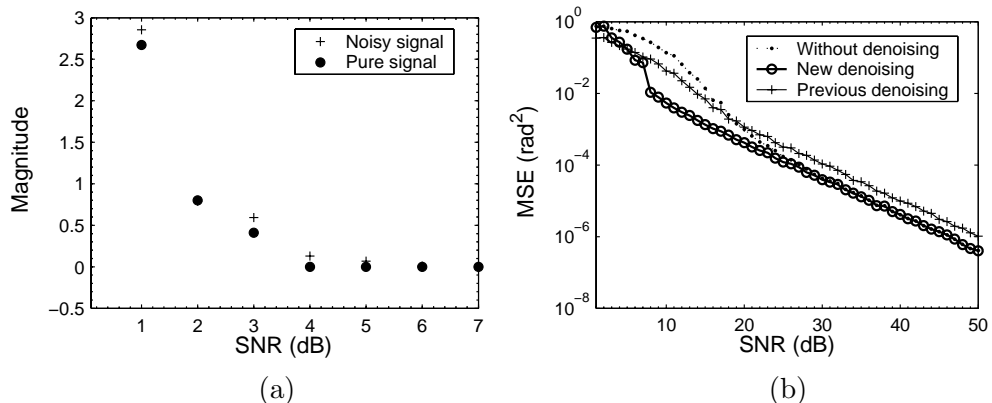 3
2.5
2
1.5
1
0.5
0
−0.5
Magnitude
+ Noisy signal
● Pure signal
1 2 3 4 5 6 7
SNR (dB)
(a)
10^0
10^−2
10^−4
10^−6
10^−8
MSE (rad^2)
Without denoising
New denoising
Previous denoising
10 20 30 40 50
SNR (dB)
(b)